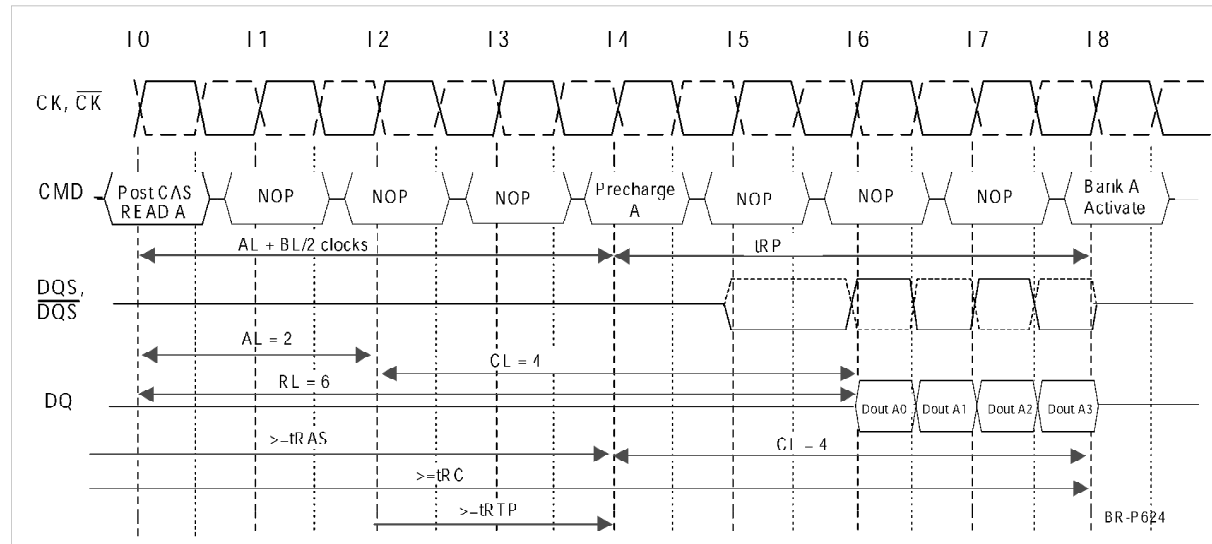 T0 T1 T2 T3 T4 T5 T6 T7 T8
CK, CK
CMD
Post CAS
READ A
NOP
NOP
NOP
Precharge
A
NOP
NOP
NOP
Bank A
Activate
AL + BL/2 clocks
tRP
DQS,
DQS
AL = 2
CL = 4
RL = 6
DQ
Dout A0
Dout A1
Dout A2
Dout A3
>=tRAS
CL = 4
>=tRC
>=tRTP
BR-P624